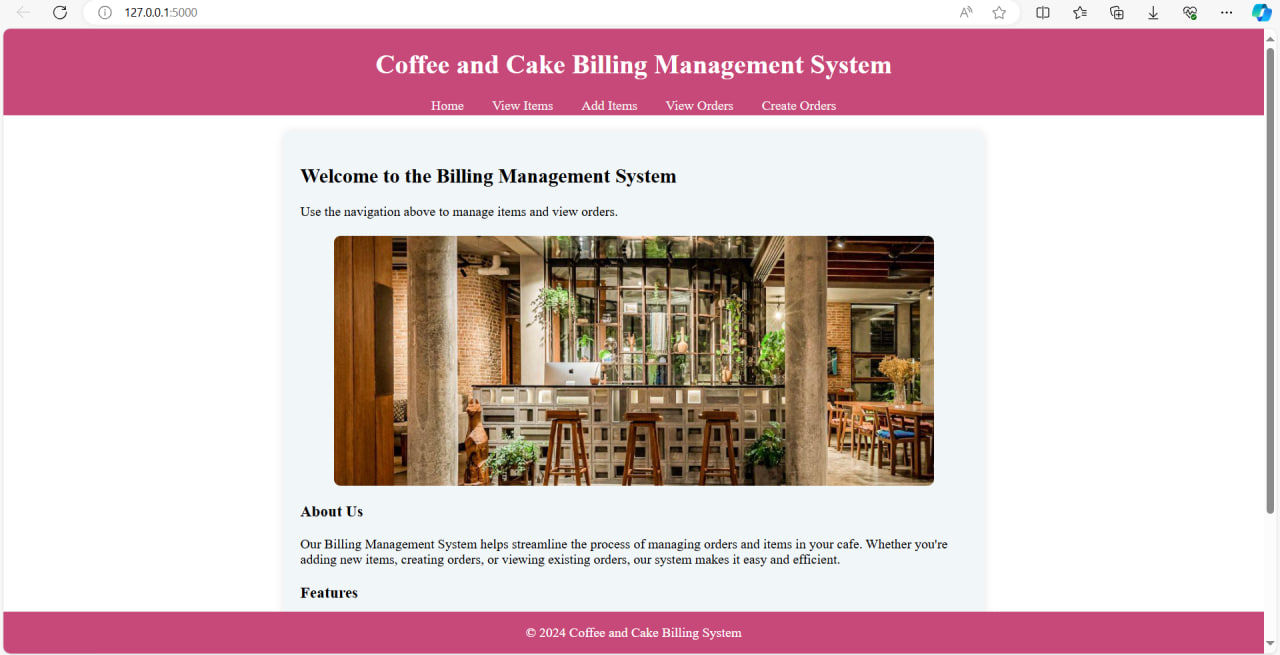 127.0.0.1:5000
Coffee and Cake Billing Management System
Home View Items Add Items View Orders Create Orders
Welcome to the Billing Management System
Use the navigation above to manage items and view orders.
About Us
Our Billing Management System helps streamline the process of managing orders and items in your cafe. Whether you're
adding new items, creating orders, or viewing existing orders, our system makes it easy and efficient.
Features
© 2024 Coffee and Cake Billing System